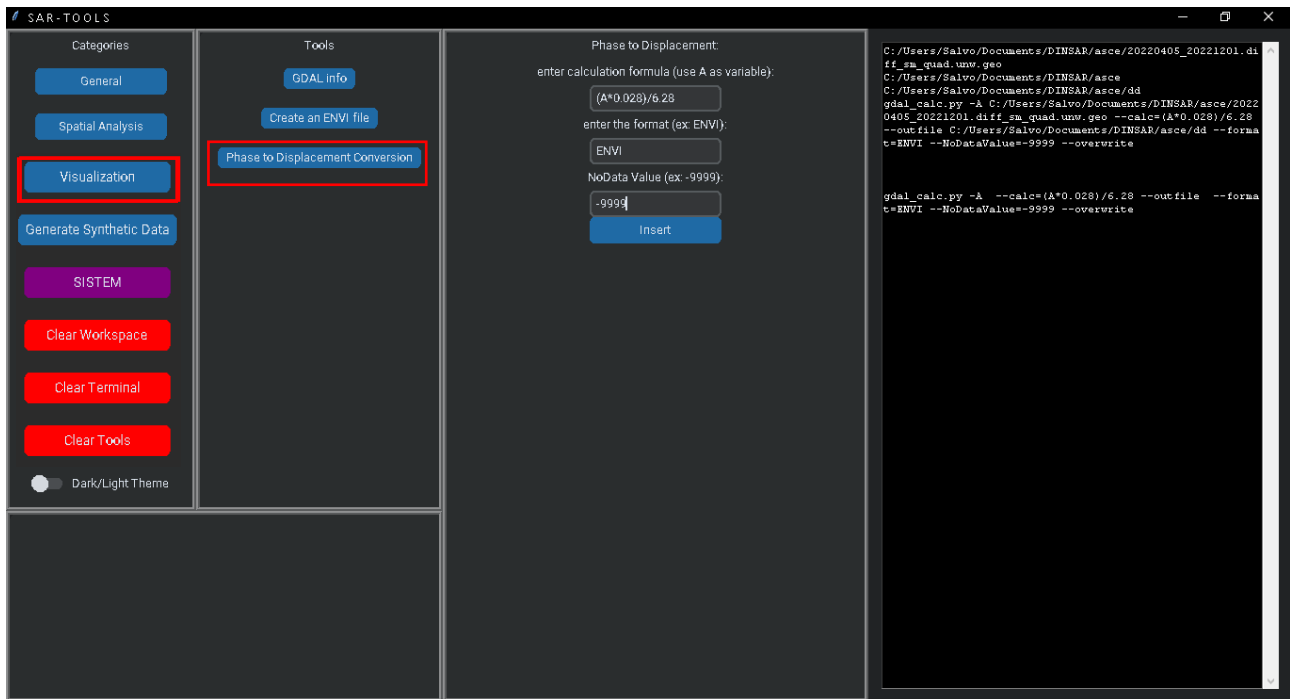 SAR-TOOLS
Categories
General
Spatial Analysis
Visualization
Generate Synthetic Data
SISTEM
Clear Workspace
Clear Terminal
Clear Tools
Dark/Light Theme
Tools
GDAL info
Create an ENVI file
Phase to Displacement Conversion
Phase to Displacement:
enter calculation formula (use A as variable):
(A*0.028)/6.28
enter the format (ex: ENVI):
ENVI
NoData Value (ex: -9999):
-9999
Insert
C:/Users/Salvo/Documents/DINSAR/asce/20220405_20221201.di
ff_sm_quad.unw.geo
C:/Users/Salvo/Documents/DINSAR/asce
C:/Users/Salvo/Documents/DINSAR/asce/dd
gdal_calc.py -A C:/Users/Salvo/Documents/DINSAR/asce/2022
0405_20221201.diff_sm_quad.unw.geo --calc=(A*0.028)/6.28
--outfile C:/Users/Salvo/Documents/DINSAR/asce/dd --forma
t=ENVI --NoDataValue=-9999 --overwrite
gdal_calc.py -A  --calc=(A*0.028)/6.28 --outfile  --forma
t=ENVI --NoDataValue=-9999 --overwrite